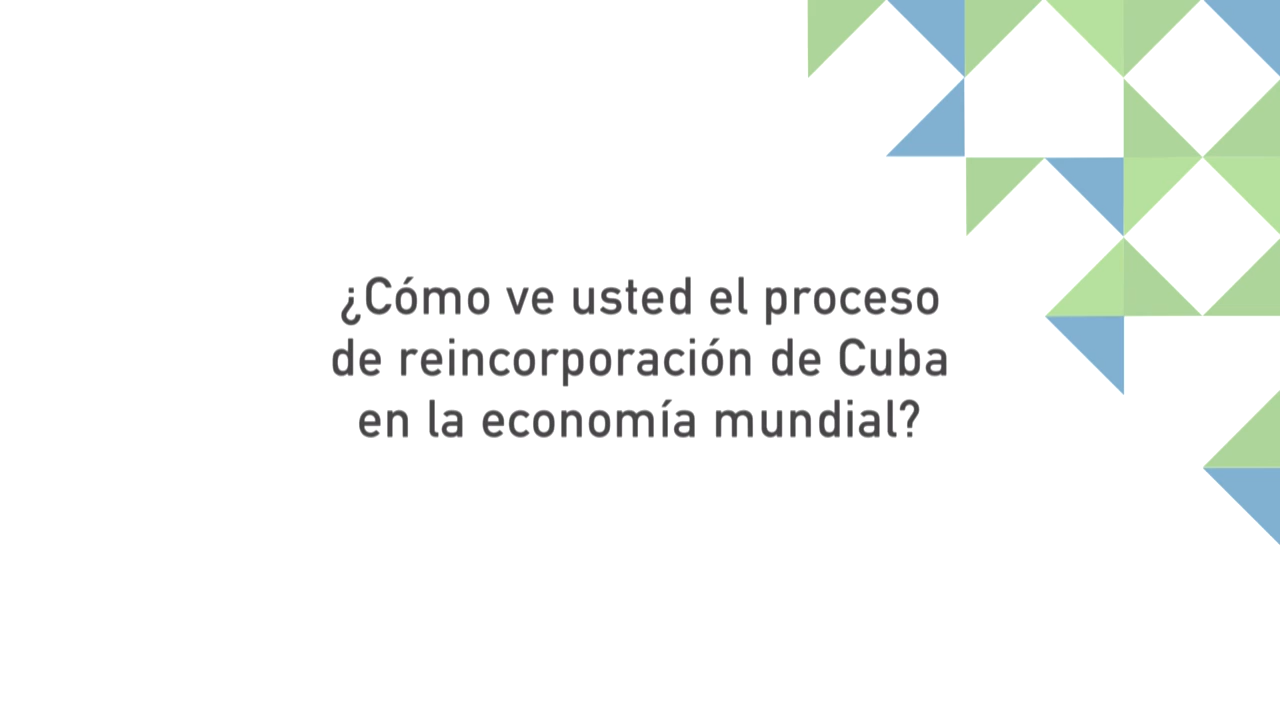 ¿Cómo ve usted el proceso
de reincorporación de Cuba
en la economía mundial?